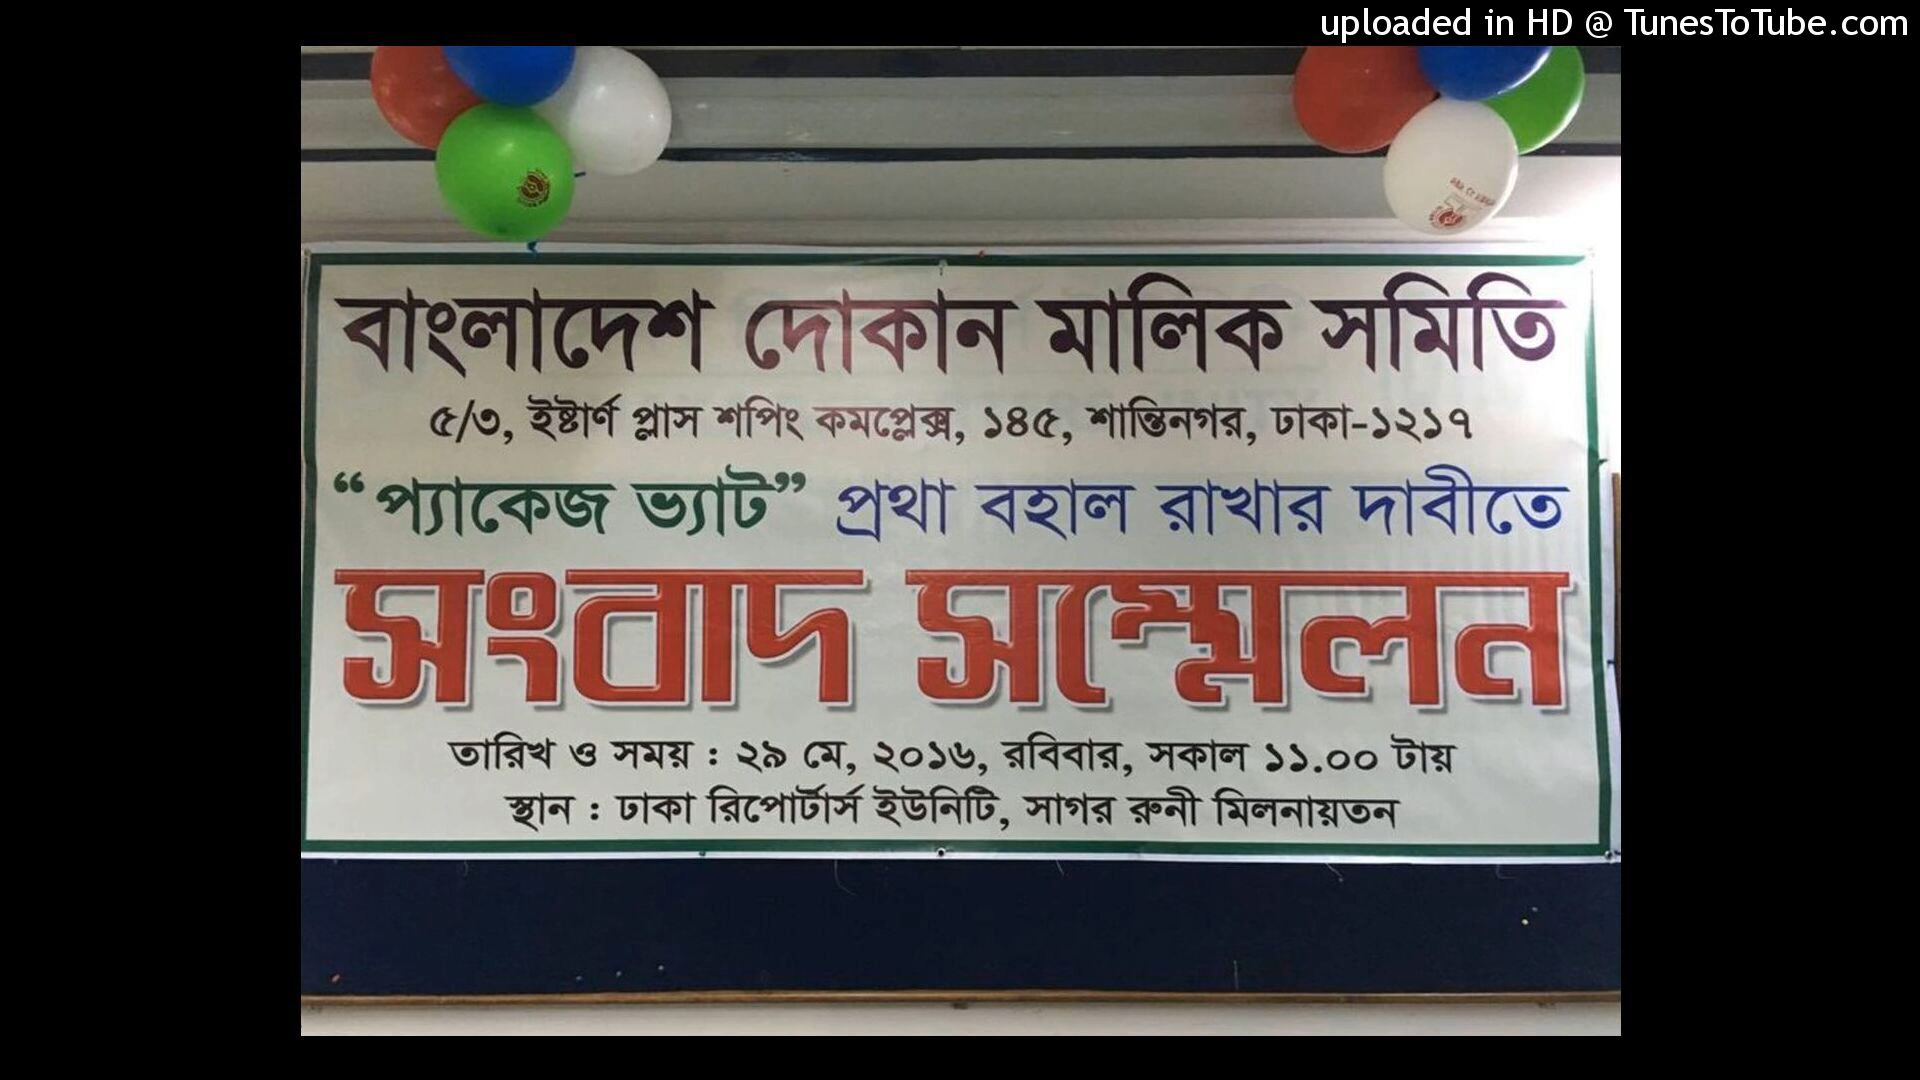 uploaded in HD @ TunesToTube.com
বাংলাদেশ দোকান মালিক সমিতি
৫/৩, ইষ্টার্ণ প্লাস শপিং কমপ্লেক্স, ১৪৫, শান্তিনগর, ঢাকা-১২১৭
“প্যাকেজ ভ্যাট” প্রথা বহাল রাখার দাবীতে
সংবাদ সম্মেলন
তারিখ ও সময় : ২৯ মে, ২০১৬, রবিবার, সকাল ১১.০০ টায়
স্থান : ঢাকা রিপোর্টার্স ইউনিটি, সাগর রুনী মিলনায়তন